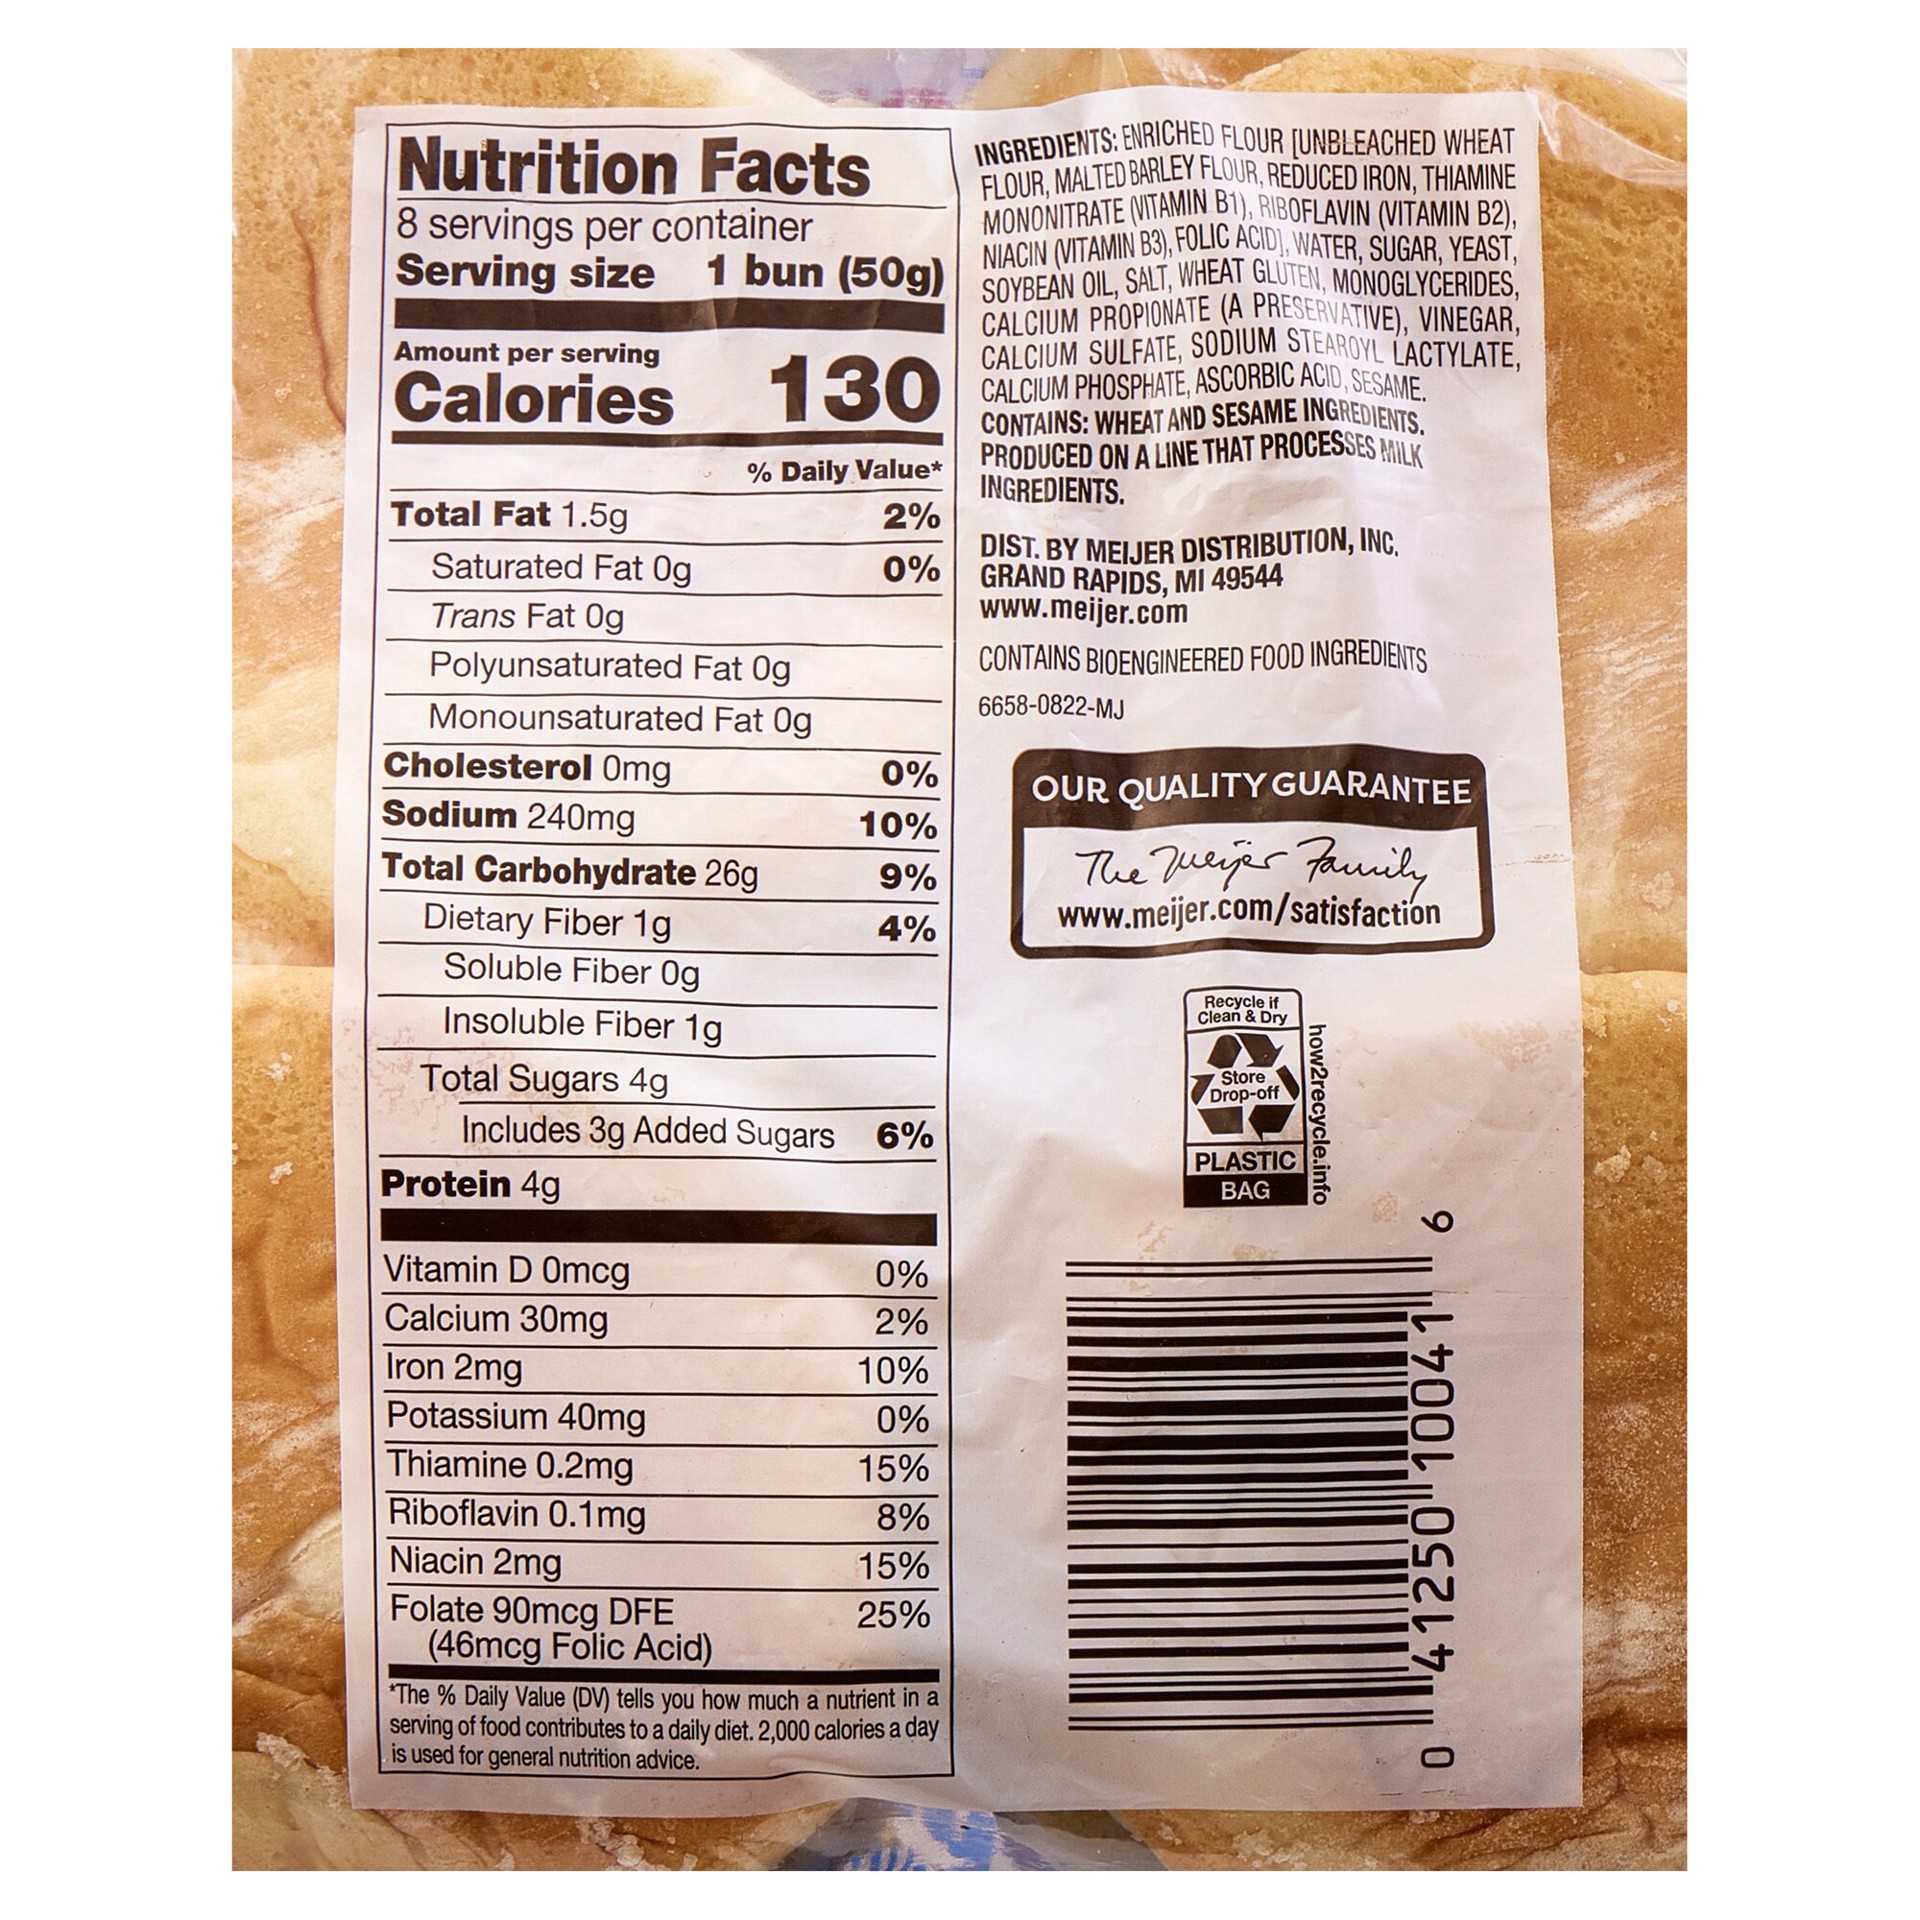 Nutrition Facts
8 servings per container
Serving size 1 bun (50g)
Amount per serving
Calories 130
% Daily Value*
Total Fat 1.5g 2%
Saturated Fat 0g 0%
Trans Fat 0g
Polyunsaturated Fat 0g
Monounsaturated Fat 0g
Cholesterol 0mg 0%
Sodium 240mg 10%
Total Carbohydrate 26g 9%
Dietary Fiber 1g 4%
Soluble Fiber 0g
Insoluble Fiber 1g
Total Sugars 4g
Includes 3g Added Sugars 6%
Protein 4g
Vitamin D 0mcg 0%
Calcium 30mg 2%
Iron 2mg 10%
Potassium 40mg 0%
Thiamine 0.2mg 15%
Riboflavin 0.1mg 8%
Niacin 2mg 15%
Folate 90mcg DFE 25%
(46mcg Folic Acid)
*The % Daily Value (DV) tells you how much a nutrient in a
serving of food contributes to a daily diet. 2,000 calories a day
is used for general nutrition advice.
INGREDIENTS: ENRICHED FLOUR [UNBLEACHED WHEAT
FLOUR, MALTED BARLEY FLOUR, REDUCED IRON, THIAMINE
MONONITRATE (VITAMIN B1), RIBOFLAVIN (VITAMIN B2),
NIACIN (VITAMIN B3), FOLIC ACID], WATER, SUGAR, YEAST,
SOYBEAN OIL, SALT, WHEAT GLUTEN, MONOGLYCERIDES,
CALCIUM PROPIONATE (A PRESERVATIVE), VINEGAR,
CALCIUM SULFATE, SODIUM STEAROYL LACTYLATE,
CALCIUM PHOSPHATE, ASCORBIC ACID, SESAME.
CONTAINS: WHEAT AND SESAME INGREDIENTS.
PRODUCED ON A LINE THAT PROCESSES MILK
INGREDIENTS.
DIST. BY MEIJER DISTRIBUTION, INC.
GRAND RAPIDS, MI 49544
www.meijer.com
CONTAINS BIOENGINEERED FOOD INGREDIENTS
6658-0822-MJ
OUR QUALITY GUARANTEE
The Meijer Family
www.meijer.com/satisfaction
Recycle if
Clean & Dry
Store
Drop-off
PLASTIC
BAG
how2recycle.info
0 41250 10041 6